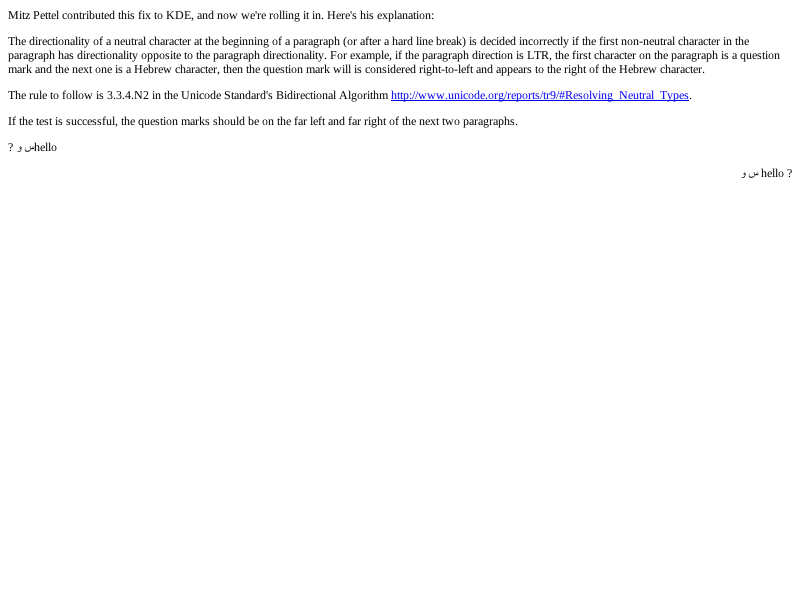 Mitz Pettel contributed this fix to KDE, and now we're rolling it in. Here's his explanation:
The directionality of a neutral character at the beginning of a paragraph (or after a hard line break) is decided incorrectly if the first non-neutral character in the
paragraph has directionality opposite to the paragraph directionality. For example, if the paragraph direction is LTR, the first character on the paragraph is a question
mark and the next one is a Hebrew character, then the question mark will is considered right-to-left and appears to the right of the Hebrew character.
The rule to follow is 3.3.4.N2 in the Unicode Standard's Bidirectional Algorithm http://www.unicode.org/reports/tr9/#Resolving_Neutral_Types.
If the test is successful, the question marks should be on the far left and far right of the next two paragraphs.
? س وhello
? hello س و